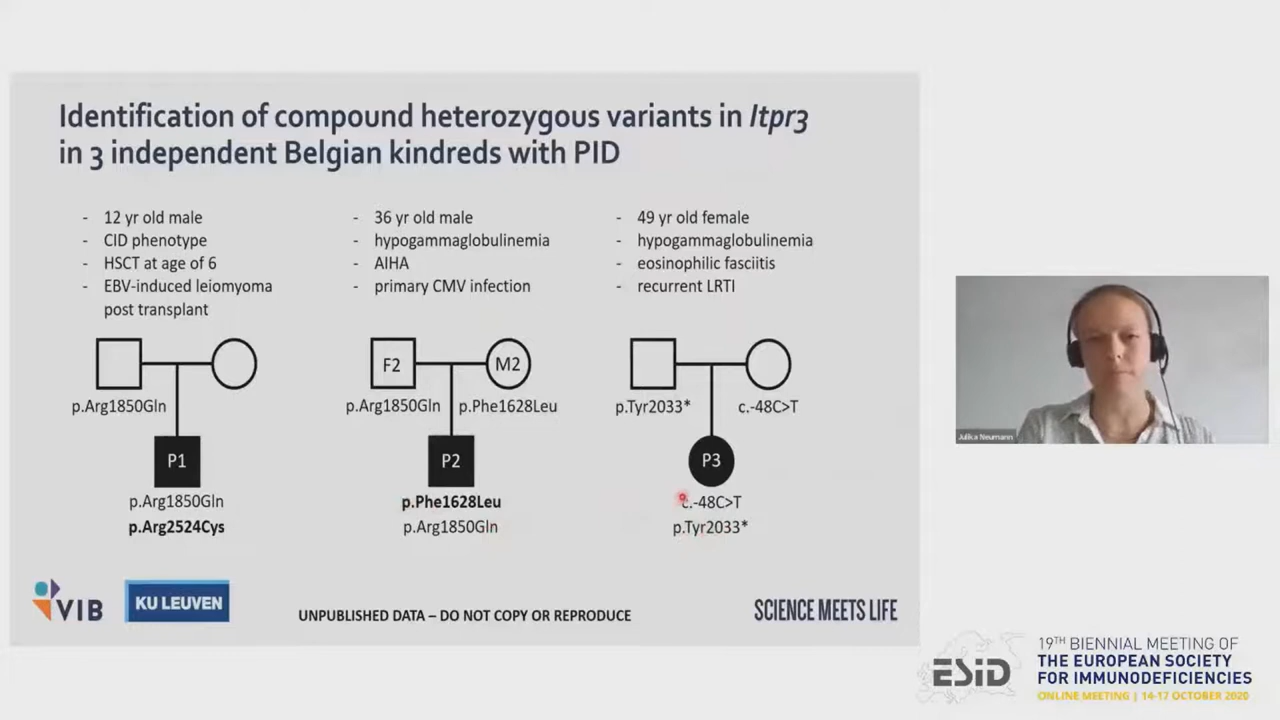 Identification of compound heterozygous variants in Itpr3
in 3 independent Belgian kindreds with PID
- 12 yr old male
- CID phenotype
- HSCT at age of 6
- EBV-induced leiomyoma
post transplant
- 36 yr old male
- hypogammaglobulinemia
- AIHA
- primary CMV infection
- 49 yr old female
- hypogammaglobulinemia
- eosinophilic fasciitis
- recurrent LRTI
p.Arg1850Gln
P1
p.Arg1850Gln
p.Arg2524Cys
F2
M2
p.Arg1850Gln
p.Phe1628Leu
P2
p.Phe1628Leu
p.Arg1850Gln
p.Tyr2033*
c.-48C>T
P3
c.-48C>T
p.Tyr2033*
VIB
KU LEUVEN
UNPUBLISHED DATA – DO NOT COPY OR REPRODUCE
SCIENCE MEETS LIFE
Julika Neumann
ESiD
19TH BIENNIAL MEETING OF
THE EUROPEAN SOCIETY
FOR IMMUNODEFICIENCIES
ONLINE MEETING | 14-17 OCTOBER 2020